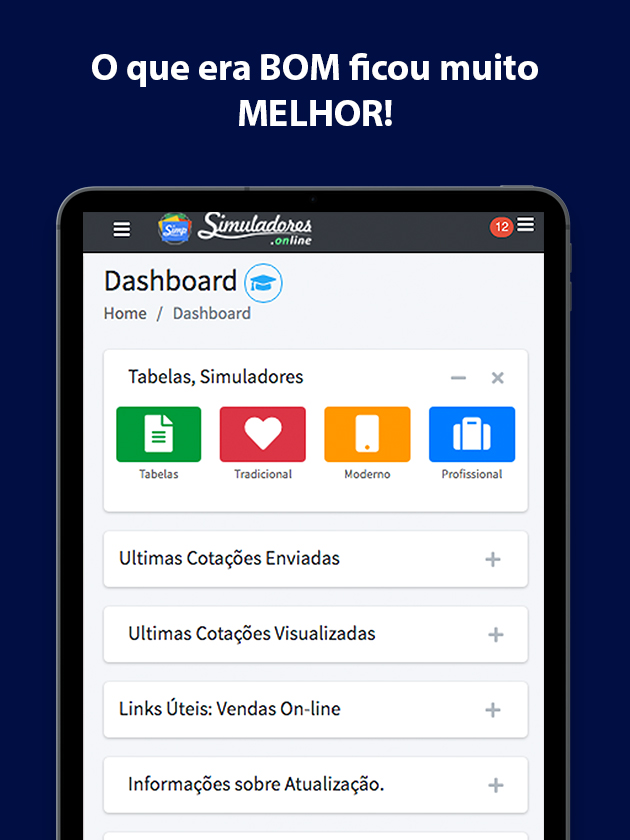 O que era BOM ficou muito
MELHOR!
Simp
Simuladores
.online
12
Dashboard
Home / Dashboard
Tabelas, Simuladores
Tabelas
Tradicional
Moderno
Profissional
Ultimas Cotações Enviadas
Ultimas Cotações Visualizadas
Links Úteis: Vendas On-line
Informações sobre Atualização.